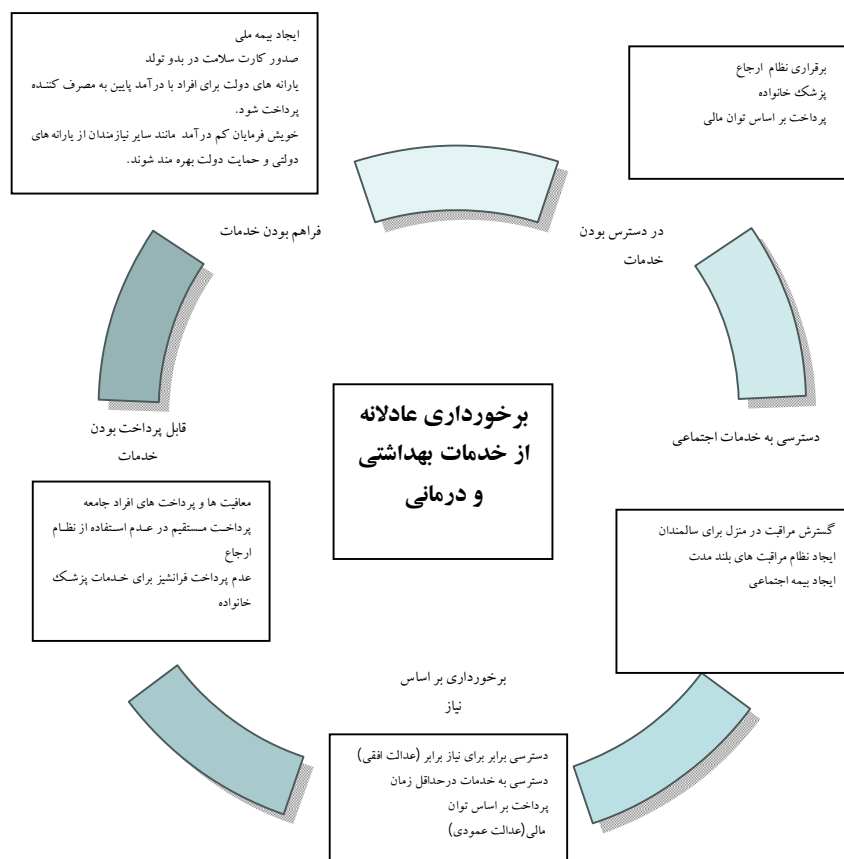 ایجاد بیمه ملی
صدور کارت سلامت در بدو تولد
یارانه های دولت برای افراد با درآمد پایین به مصرف کننده
پرداخت شود.
خویش فرمایان کم درآمد مانند سایر نیازمندان از یارانه های
دولتی و حمایت دولت بهره مند شوند.
برقراری نظام ارجاع
پزشک خانواده
پرداخت بر اساس توان مالی
فراهم بودن خدمات
در دسترس بودن
خدمات
برخورداری عادلانه
از خدمات بهداشتی
و درمانی
قابل پرداخت بودن
خدمات
دسترسی به خدمات اجتماعی
معافیت ها و پرداخت های افراد جامعه
پرداخت مستقیم در عدم استفاده از نظام
ارجاع
عدم پرداخت فرانشیز برای خدمات پزشک
خانواده
گسترش مراقبت در منزل برای سالمندان
ایجاد نظام مراقبت های بلند مدت
ایجاد بیمه اجتماعی
برخورداری بر اساس
نیاز
دسترسی برابر برای نیاز برابر (عدالت افقی)
دسترسی به خدمات درحداقل زمان
پرداخت بر اساس توان
مالی(عدالت عمودی)